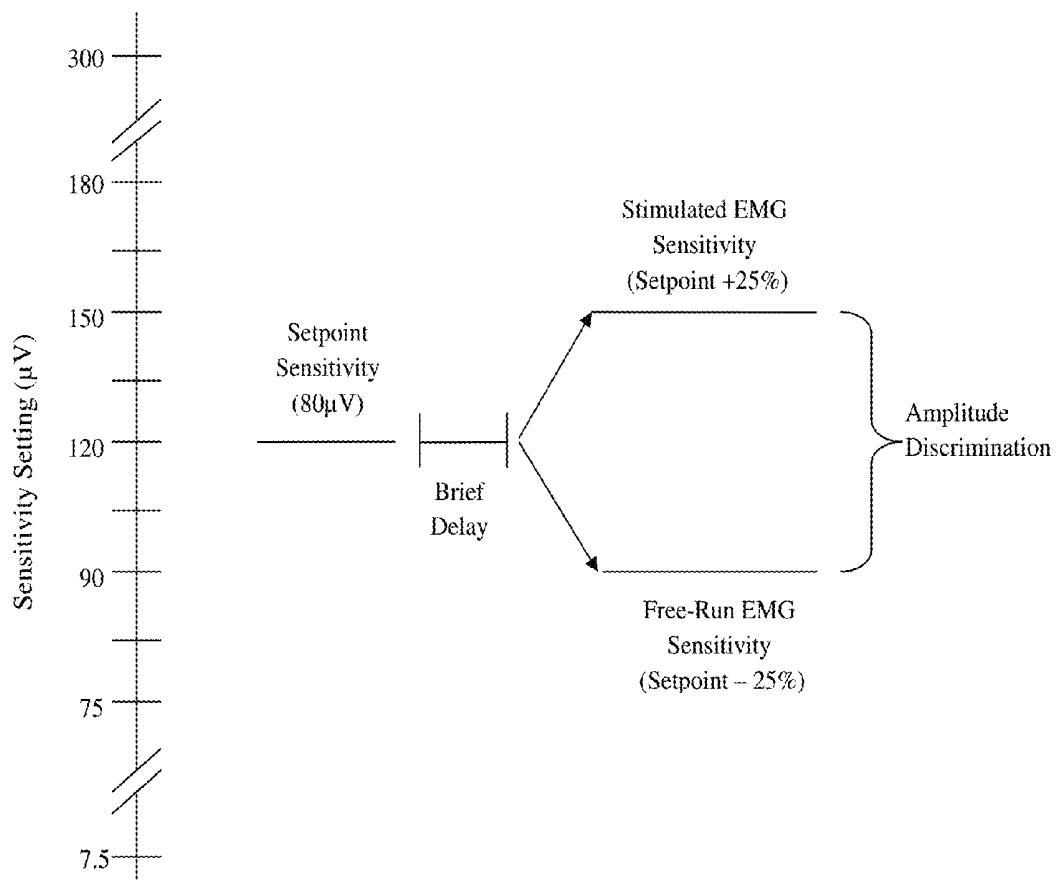 300
180
150
120
90
75
7.5
Sensitivity Setting (µV)
Setpoint
Sensitivity
(80µV)
Brief
Delay
Stimulated EMG
Sensitivity
(Setpoint +25%)
Free-Run EMG
Sensitivity
(Setpoint – 25%)
Amplitude
Discrimination